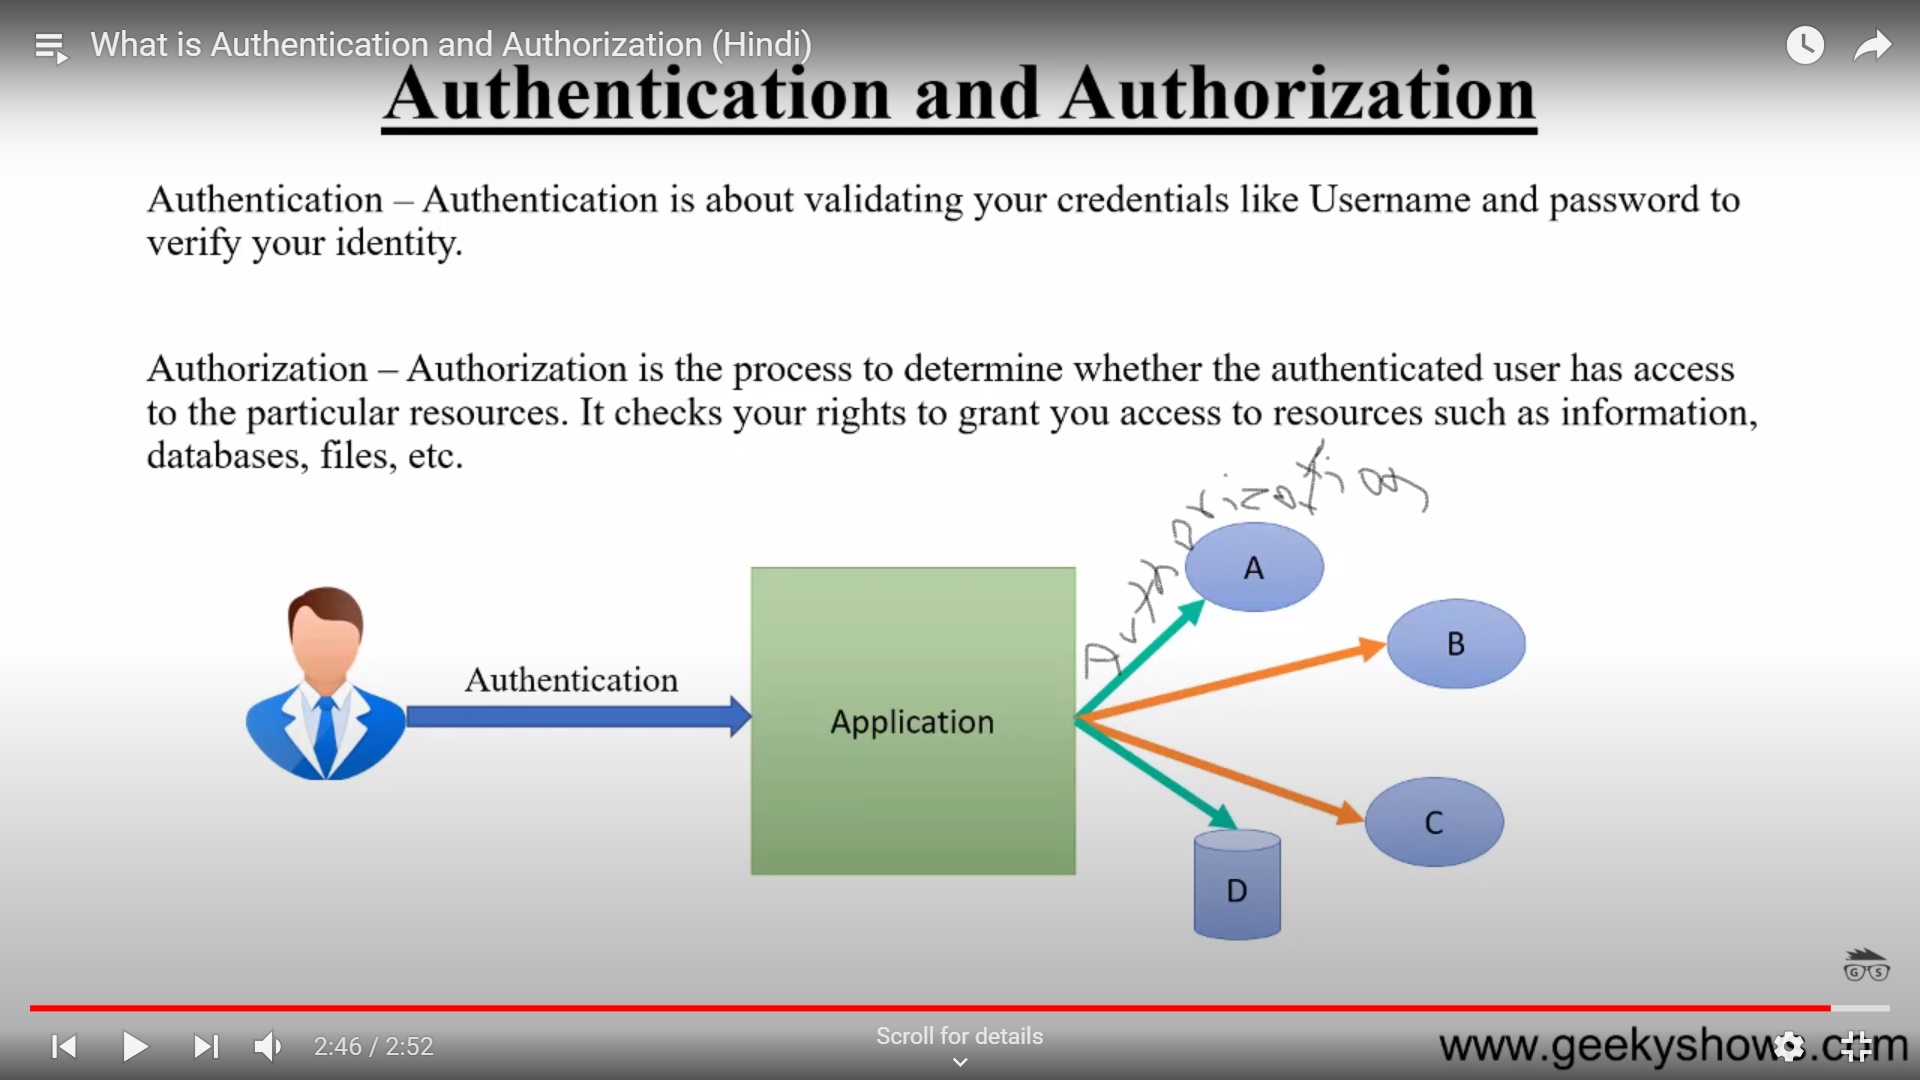 What is Authentication and Authorization (Hindi)
Authentication and Authorization
Authentication – Authentication is about validating your credentials like Username and password to
verify your identity.
Authorization – Authorization is the process to determine whether the authenticated user has access
to the particular resources. It checks your rights to grant you access to resources such as information,
databases, files, etc.
Authorization
A
B
Authentication
Application
C
D
G S
2:46 / 2:52
Scroll for details
www.geekyshows.com